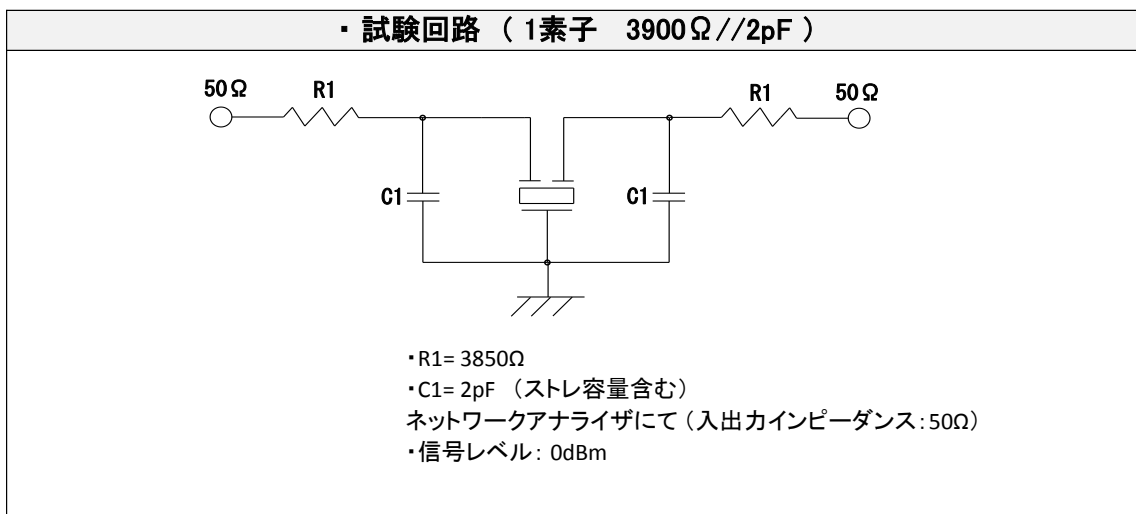 ・試験回路 （ 1素子　3900Ω//2pF ）
50Ω R1 R1 50Ω
C1 C1
・R1= 3850Ω
・C1= 2pF （ストレ容量含む）
ネットワークアナライザにて（入出力インピーダンス：50Ω）
・信号レベル： 0dBm